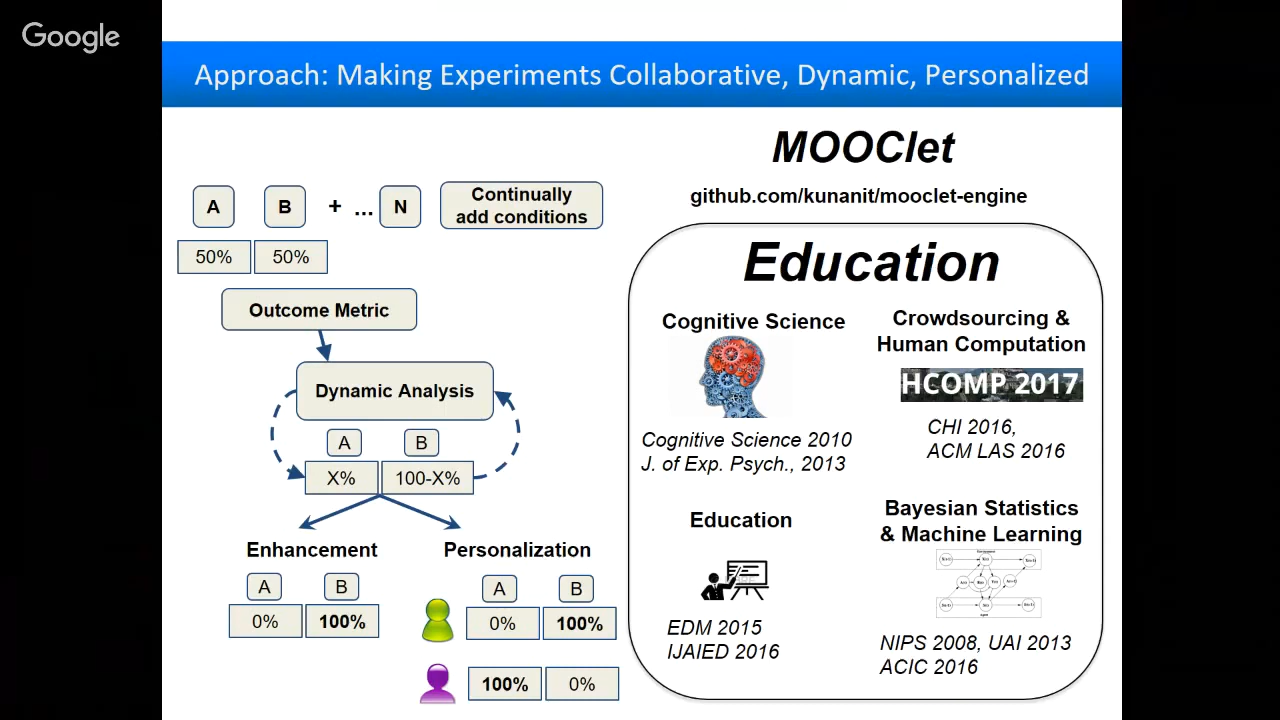 Google
Approach: Making Experiments Collaborative, Dynamic, Personalized
A B + ... N
Continually
add conditions
50% 50%
Outcome Metric
Dynamic Analysis
A B
X% 100-X%
Enhancement
A B
0% 100%
Personalization
A B
0% 100%
100% 0%
MOOClet
github.com/kunanit/mooclet-engine
Education
Cognitive Science
Cognitive Science 2010
J. of Exp. Psych., 2013
Crowdsourcing &
Human Computation
HCOMP 2017
CHI 2016,
ACM LAS 2016
Education
EDM 2015
IJAIED 2016
Bayesian Statistics
& Machine Learning
NIPS 2008, UAI 2013
ACIC 2016